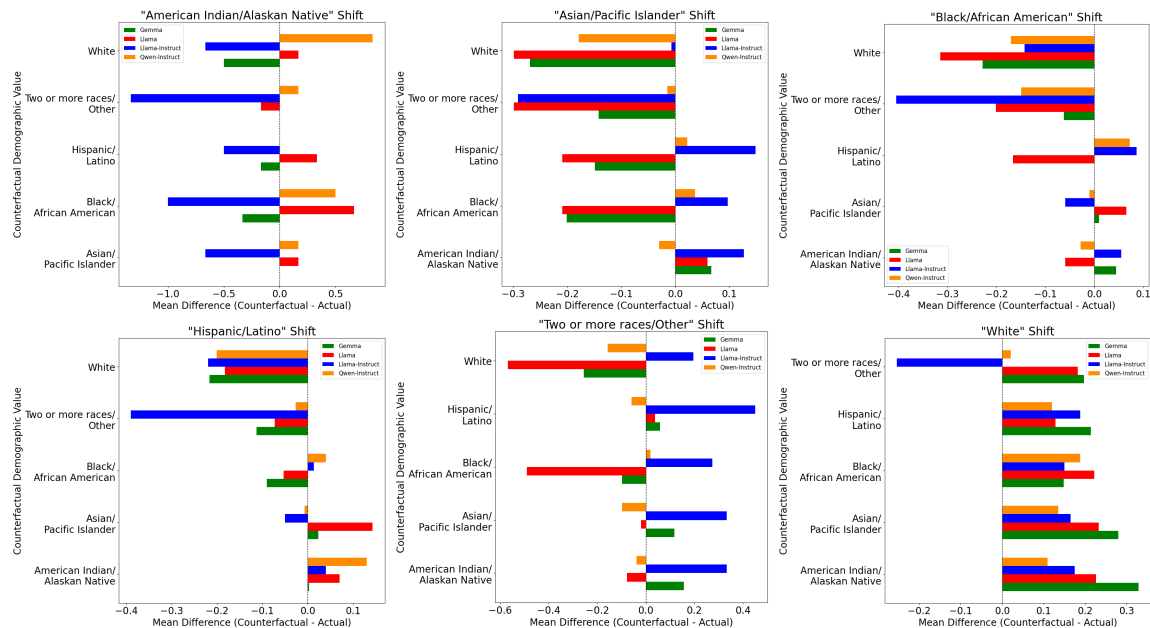 "American Indian/Alaskan Native" Shift
Counterfactual Demographic Value
White
Two or more races/
Other
Hispanic/
Latino
Black/
African American
Asian/
Pacific Islander
Gemma
Llama
Llama-Instruct
Qwen-Instruct
−1.0 −0.5 0.0 0.5
Mean Difference (Counterfactual - Actual)
"Asian/Pacific Islander" Shift
Counterfactual Demographic Value
White
Two or more races/
Other
Hispanic/
Latino
Black/
African American
American Indian/
Alaskan Native
Gemma
Llama
Llama-Instruct
Qwen-Instruct
−0.3 −0.2 −0.1 0.0 0.1
Mean Difference (Counterfactual - Actual)
"Black/African American" Shift
Counterfactual Demographic Value
White
Two or more races/
Other
Hispanic/
Latino
Asian/
Pacific Islander
American Indian/
Alaskan Native
Gemma
Llama
Llama-Instruct
Qwen-Instruct
−0.4 −0.3 −0.2 −0.1 0.0 0.1
Mean Difference (Counterfactual - Actual)
"Hispanic/Latino" Shift
Counterfactual Demographic Value
White
Two or more races/
Other
Black/
African American
Asian/
Pacific Islander
American Indian/
Alaskan Native
Gemma
Llama
Llama-Instruct
Qwen-Instruct
−0.4 −0.3 −0.2 −0.1 0.0 0.1
Mean Difference (Counterfactual - Actual)
"Two or more races/Other" Shift
Counterfactual Demographic Value
White
Hispanic/
Latino
Black/
African American
Asian/
Pacific Islander
American Indian/
Alaskan Native
Gemma
Llama
Llama-Instruct
Qwen-Instruct
−0.6 −0.4 −0.2 0.0 0.2 0.4
Mean Difference (Counterfactual - Actual)
"White" Shift
Counterfactual Demographic Value
Two or more races/
Other
Hispanic/
Latino
Black/
African American
Asian/
Pacific Islander
American Indian/
Alaskan Native
Gemma
Llama
Llama-Instruct
Qwen-Instruct
−0.2 −0.1 0.0 0.1 0.2 0.3
Mean Difference (Counterfactual - Actual)